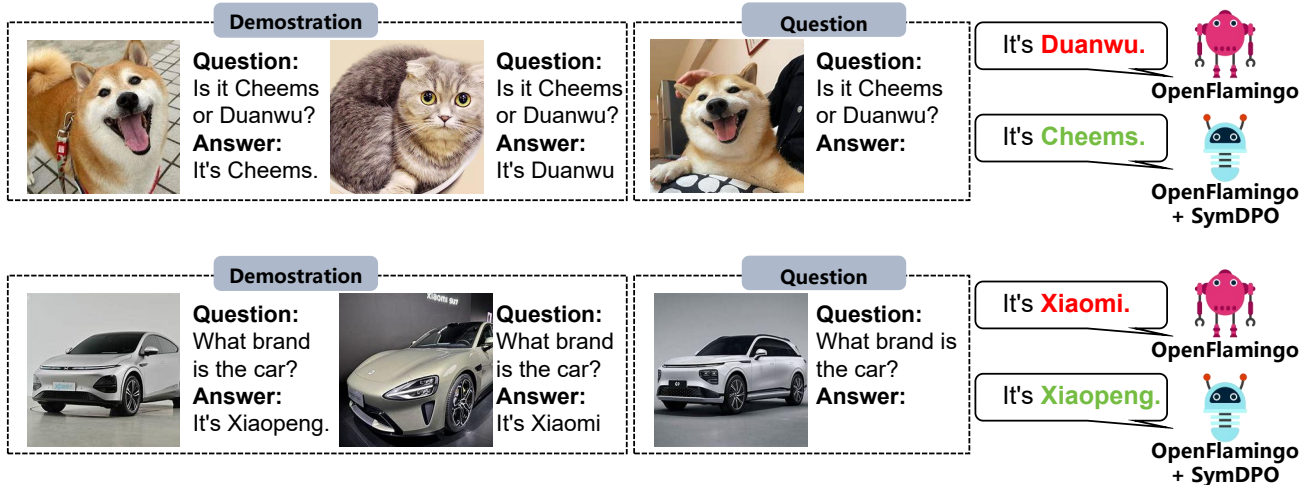 Demostration
Question:
Is it Cheems
or Duanwu?
Answer:
It's Cheems.
Question:
Is it Cheems
or Duanwu?
Answer:
It's Duanwu
Question
Question:
Is it Cheems
or Duanwu?
Answer:
It's Duanwu.
OpenFlamingo
It's Cheems.
OpenFlamingo
+ SymDPO
Demostration
Question:
What brand
is the car?
Answer:
It's Xiaopeng.
Xiaomi SU7
Question:
What brand
is the car?
Answer:
It's Xiaomi
Question
G9
Question:
What brand is
the car?
Answer:
It's Xiaomi.
OpenFlamingo
It's Xiaopeng.
OpenFlamingo
+ SymDPO